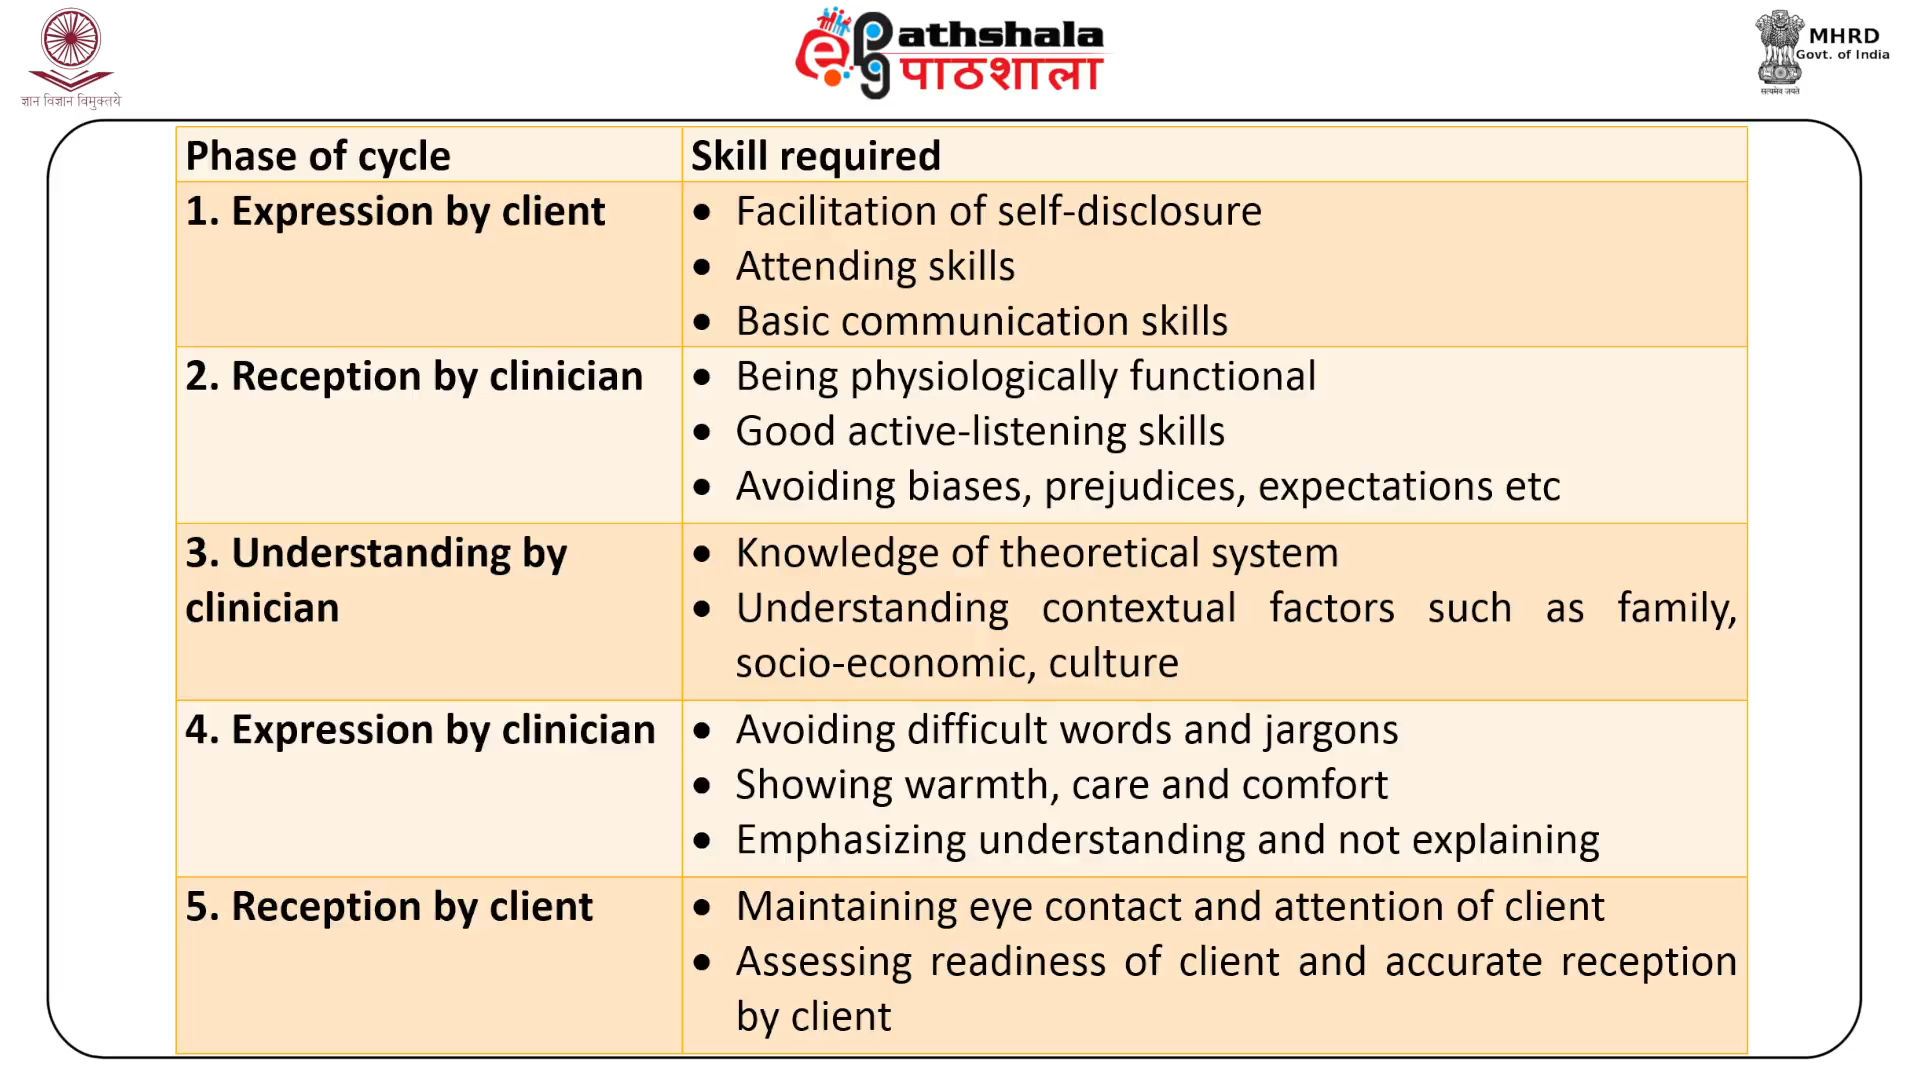 ज्ञान विज्ञान विमुक्तये
e pg Pathshala
पाठशाला
MHRD
Govt. of India
सत्यमेव जयते
Phase of cycle
Skill required
1. Expression by client
• Facilitation of self-disclosure
• Attending skills
• Basic communication skills
2. Reception by clinician
• Being physiologically functional
• Good active-listening skills
• Avoiding biases, prejudices, expectations etc
3. Understanding by
clinician
• Knowledge of theoretical system
• Understanding contextual factors such as family,
socio-economic, culture
4. Expression by clinician
• Avoiding difficult words and jargons
• Showing warmth, care and comfort
• Emphasizing understanding and not explaining
5. Reception by client
• Maintaining eye contact and attention of client
• Assessing readiness of client and accurate reception
by client